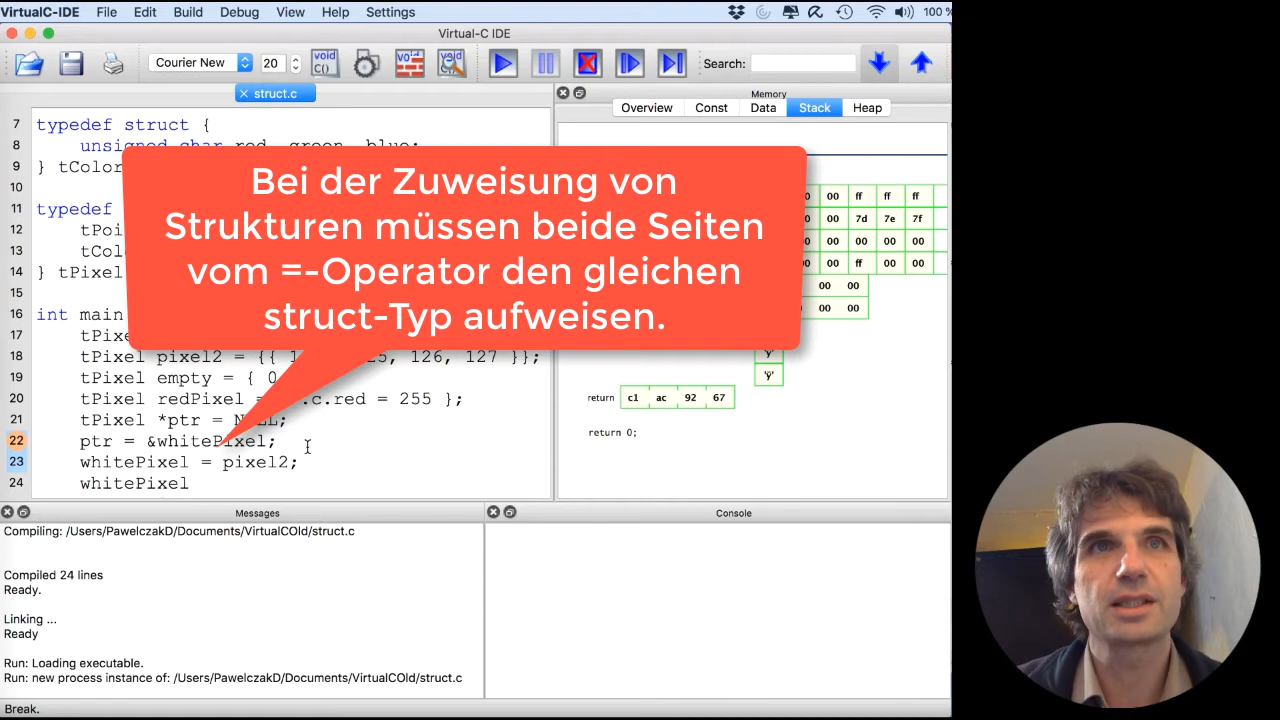 VirtualC-IDE File Edit Build Debug View Help Settings 100 %
Virtual-C IDE
Courier New 20 void C() Search:
struct.c
Memory
Overview Const Data Stack Heap
7 typedef struct {
8 unsigned char red, green, blue;
9 } tColor
10
11 typedef
12 tPoi
13 tCo
14 } tPixel
15
16 int main
17 tPix
18 tPixel pixel2 = {{ 1 25, 126, 127 }};
19 tPixel empty = { 0
20 tPixel redPixel = .c.red = 255 };
21 tPixel *ptr = NULL;
22 ptr = &whitePixel;
23 whitePixel = pixel2;
24 whitePixel
Bei der Zuweisung von
Strukturen müssen beide Seiten
vom =-Operator den gleichen
struct-Typ aufweisen.
0 00 ff ff ff
00 00 7d 7e 7f
00 00 00 00
00 00 ff 00
00 00
00 00
'ÿ'
'ÿ'
return c1 ac 92 67
return 0;
Messages
Compiling: /Users/PawelczakD/Documents/VirtualCOld/struct.c
Compiled 24 lines
Ready.
Linking ...
Ready
Run: Loading executable.
Run: new process instance of: /Users/PawelczakD/Documents/VirtualCOld/struct.c
Console
Break.